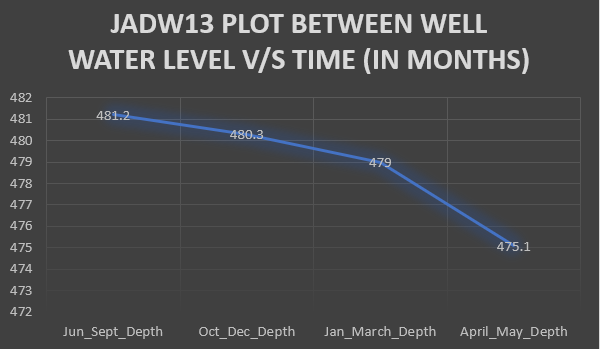 JADW13 PLOT BETWEEN WELL
WATER LEVEL V/S TIME (IN MONTHS)
482
481
480
479
478
477
476
475
474
473
472
481.2
480.3
479
475.1
Jun_Sept_Depth
Oct_Dec_Depth
Jan_March_Depth
April_May_Depth